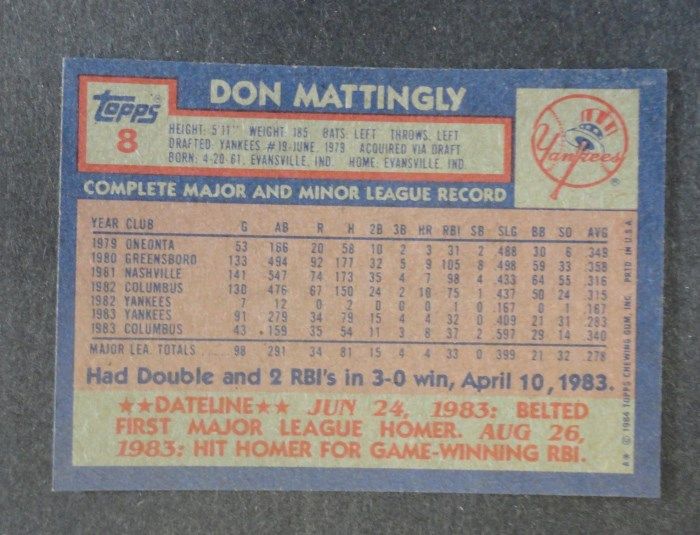 DON MATTINGLY
Topps
8
HEIGHT: 5'11" WEIGHT: 185 BATS: LEFT THROWS: LEFT
DRAFTED: YANKEES #19-JUNE, 1979 ACQUIRED: VIA DRAFT
BORN: 4-20-61, EVANSVILLE, IND. HOME: EVANSVILLE, IND.
Yankees ®
COMPLETE MAJOR AND MINOR LEAGUE RECORD
YEAR CLUB G AB R H 2B 3B HR RBI SB SLG BB SO AVG
1979 ONEONTA 53 166 20 58 10 2 3 31 2 .488 30 6 .349
1980 GREENSBORO 133 494 92 177 32 5 9 105 8 .498 59 33 .358
1981 NASHVILLE 141 547 74 173 35 4 7 98 4 .433 64 55 .316
1982 COLUMBUS 130 476 67 150 24 2 10 75 1 .437 50 24 .315
1982 YANKEES 7 12 0 2 0 0 0 1 0 .167 0 1 .167
1983 YANKEES 91 279 34 79 15 4 4 32 0 .409 21 31 .283
1983 COLUMBUS 43 159 35 54 11 3 8 37 2 .597 29 14 .340
MAJOR LEA. TOTALS 98 291 34 81 15 4 4 33 0 .399 21 32 .278
Had Double and 2 RBI's in 3-0 win, April 10, 1983.
★★DATELINE★★ JUN 24, 1983: BELTED
FIRST MAJOR LEAGUE HOMER. AUG 26,
1983: HIT HOMER FOR GAME-WINNING RBI.
A* © 1984 TOPPS CHEWING GUM, INC. PRTD. IN U.S.A.